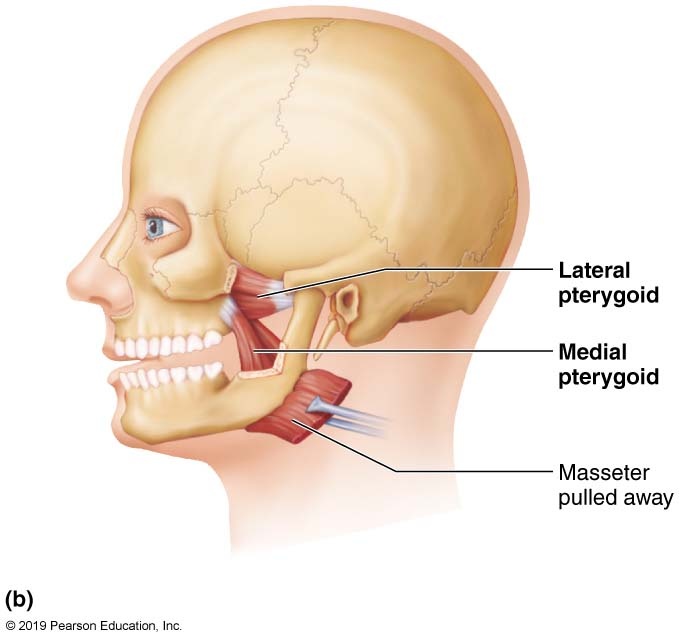 Lateral
pterygoid
Medial
pterygoid
Masseter
pulled away
(b)
© 2019 Pearson Education, Inc.